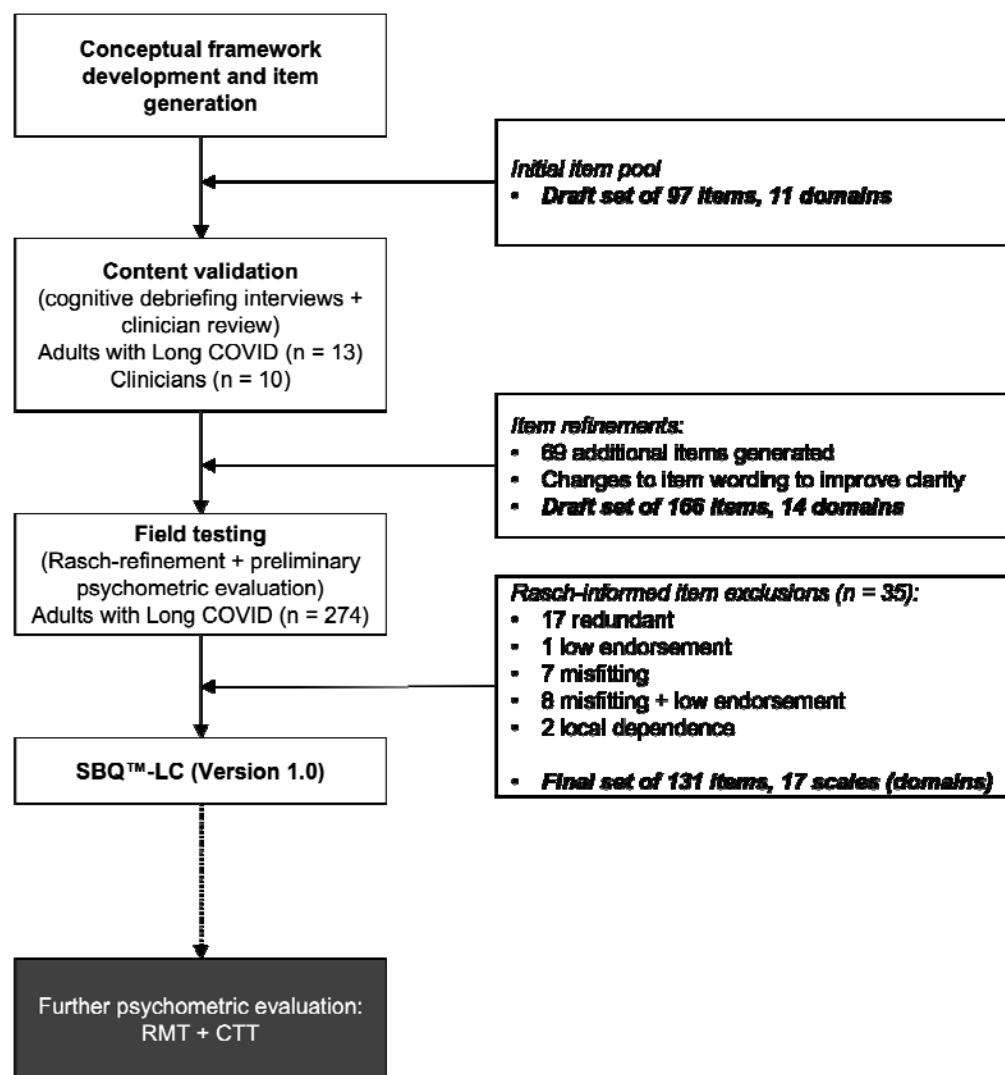 Conceptual framework
development and item
generation
Initial item pool
▪ Draft set of 97 items, 11 domains
Content validation
(cognitive debriefing interviews +
clinician review)
Adults with Long COVID (n = 13)
Clinicians (n = 10)
Item refinements:
▪ 69 additional items generated
▪ Changes to item wording to improve clarity
▪ Draft set of 166 items, 14 domains
Field testing
(Rasch-refinement + preliminary
psychometric evaluation)
Adults with Long COVID (n = 274)
Rasch-informed item exclusions (n = 35):
▪ 17 redundant
▪ 1 low endorsement
▪ 7 misfitting
▪ 8 misfitting + low endorsement
▪ 2 local dependence
▪ Final set of 131 items, 17 scales (domains)
SBQ™-LC (Version 1.0)
Further psychometric evaluation:
RMT + CTT